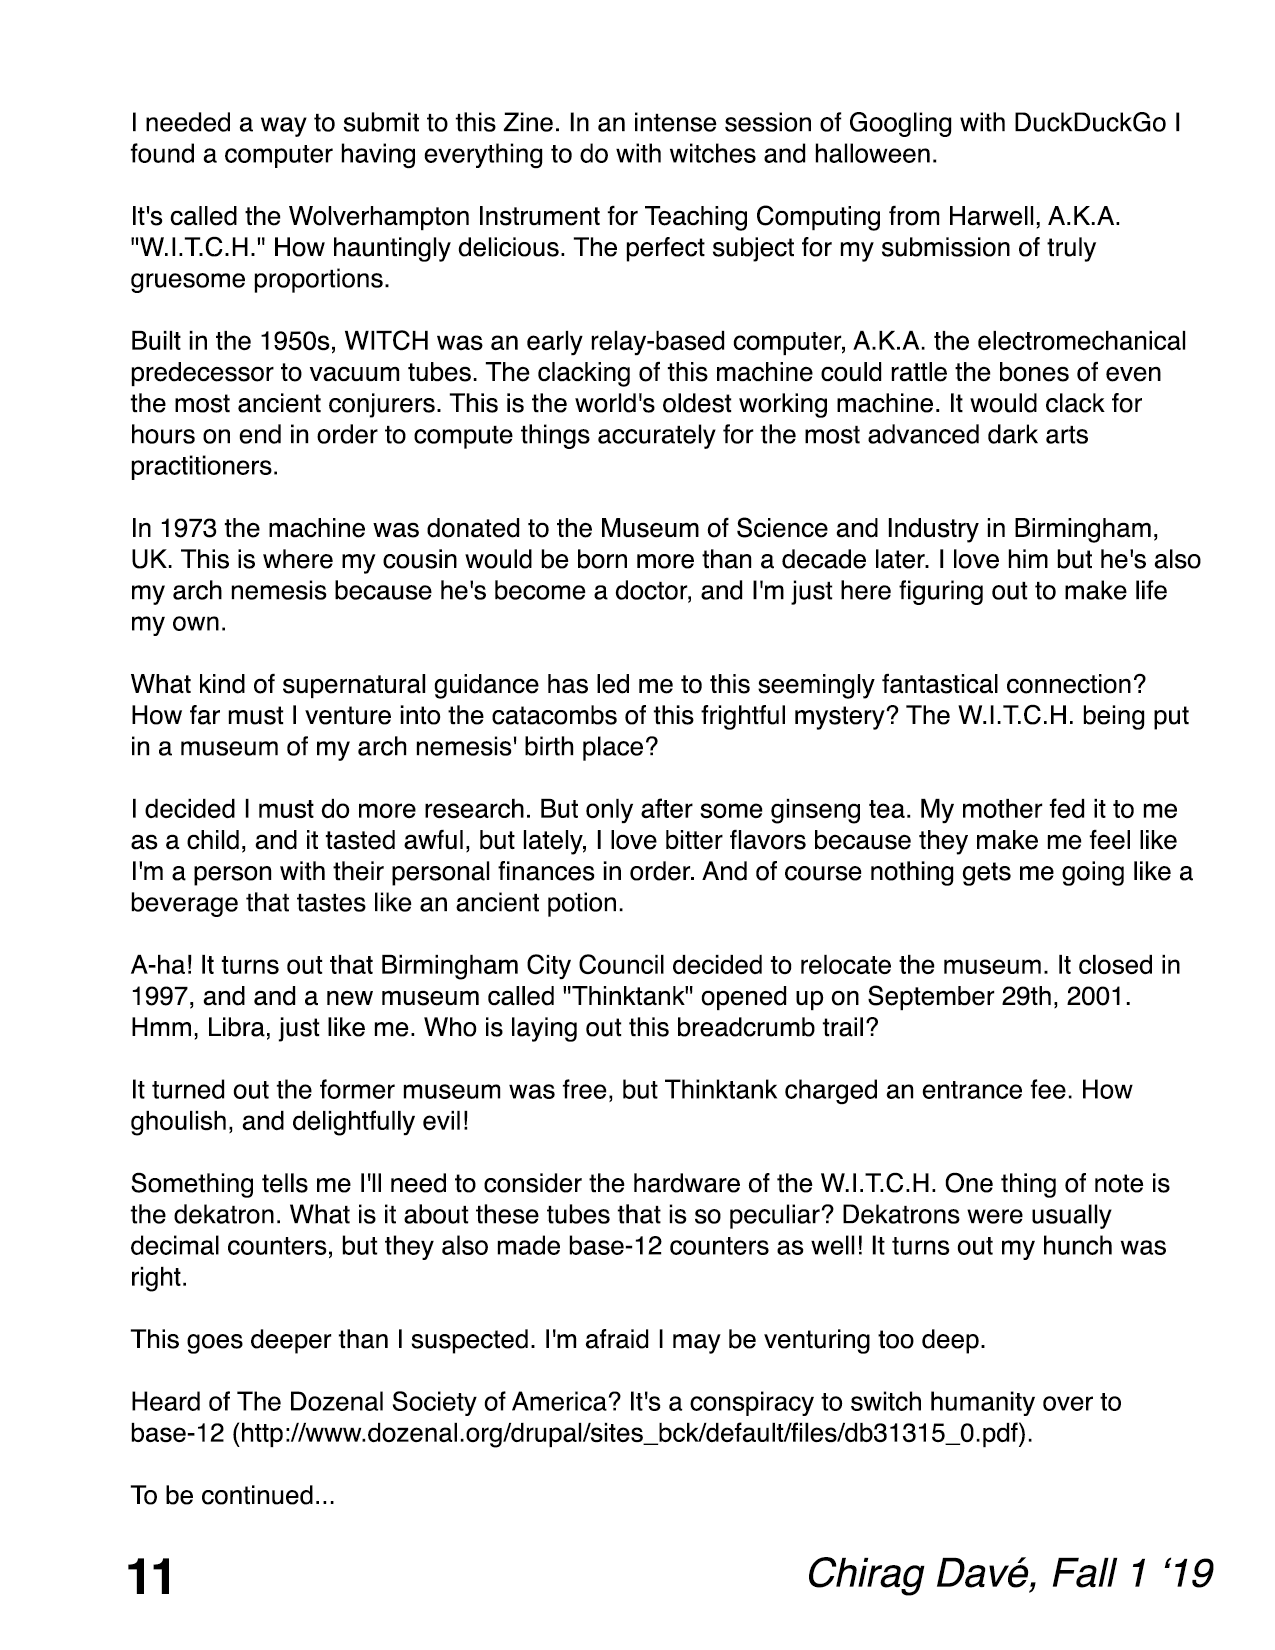 I needed a way to submit to this Zine. In an intense session of Googling with DuckDuckGo I
found a computer having everything to do with witches and halloween.
It's called the Wolverhampton Instrument for Teaching Computing from Harwell, A.K.A.
"W.I.T.C.H." How hauntingly delicious. The perfect subject for my submission of truly
gruesome proportions.
Built in the 1950s, WITCH was an early relay-based computer, A.K.A. the electromechanical
predecessor to vacuum tubes. The clacking of this machine could rattle the bones of even
the most ancient conjurers. This is the world's oldest working machine. It would clack for
hours on end in order to compute things accurately for the most advanced dark arts
practitioners.
In 1973 the machine was donated to the Museum of Science and Industry in Birmingham,
UK. This is where my cousin would be born more than a decade later. I love him but he's also
my arch nemesis because he's become a doctor, and I'm just here figuring out to make life
my own.
What kind of supernatural guidance has led me to this seemingly fantastical connection?
How far must I venture into the catacombs of this frightful mystery? The W.I.T.C.H. being put
in a museum of my arch nemesis' birth place?
I decided I must do more research. But only after some ginseng tea. My mother fed it to me
as a child, and it tasted awful, but lately, I love bitter flavors because they make me feel like
I'm a person with their personal finances in order. And of course nothing gets me going like a
beverage that tastes like an ancient potion.
A-ha! It turns out that Birmingham City Council decided to relocate the museum. It closed in
1997, and and a new museum called "Thinktank" opened up on September 29th, 2001.
Hmm, Libra, just like me. Who is laying out this breadcrumb trail?
It turned out the former museum was free, but Thinktank charged an entrance fee. How
ghoulish, and delightfully evil!
Something tells me I'll need to consider the hardware of the W.I.T.C.H. One thing of note is
the dekatron. What is it about these tubes that is so peculiar? Dekatrons were usually
decimal counters, but they also made base-12 counters as well! It turns out my hunch was
right.
This goes deeper than I suspected. I'm afraid I may be venturing too deep.
Heard of The Dozenal Society of America? It's a conspiracy to switch humanity over to
base-12 (http://www.dozenal.org/drupal/sites_bck/default/files/db31315_0.pdf).
To be continued...
11
Chirag Davé, Fall 1 ‘19